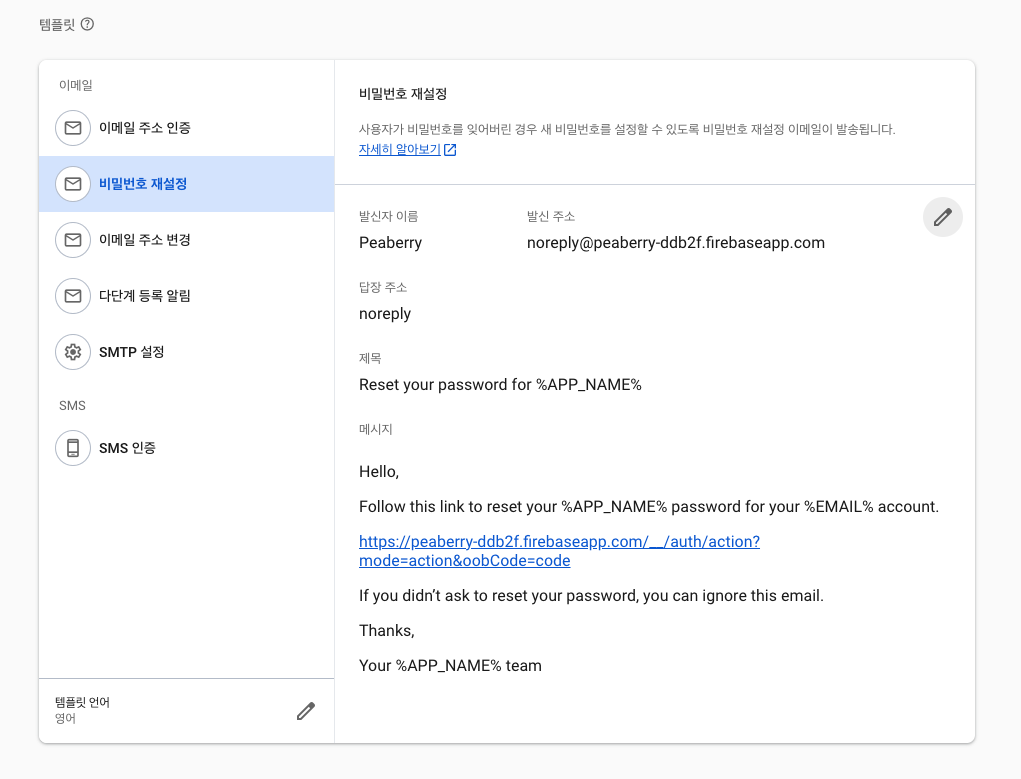 템플릿
이메일
이메일 주소 인증
비밀번호 재설정
이메일 주소 변경
다단계 등록 알림
SMTP 설정
SMS
SMS 인증
템플릿 언어
영어
비밀번호 재설정
사용자가 비밀번호를 잊어버린 경우 새 비밀번호를 설정할 수 있도록 비밀번호 재설정 이메일이 발송됩니다.
자세히 알아보기
발신자 이름
Peaberry
발신 주소
noreply@peaberry-ddb2f.firebaseapp.com
답장 주소
noreply
제목
Reset your password for %APP_NAME%
메시지
Hello,
Follow this link to reset your %APP_NAME% password for your %EMAIL% account.
https://peaberry-ddb2f.firebaseapp.com/__/auth/action?
mode=action&oobCode=code
If you didn’t ask to reset your password, you can ignore this email.
Thanks,
Your %APP_NAME% team